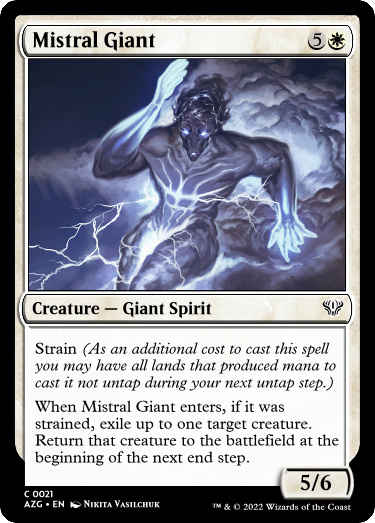 Mistral Giant 5
Creature — Giant Spirit
Strain (As an additional cost to cast this spell
you may have all lands that produced mana to
cast it not untap during your next untap step.)
When Mistral Giant enters, if it was
strained, exile up to one target creature.
Return that creature to the battlefield at the
beginning of the next end step.
5/6
C 0021
AZG • EN Nikita Vasilchuk
™ & © 2022 Wizards of the Coast